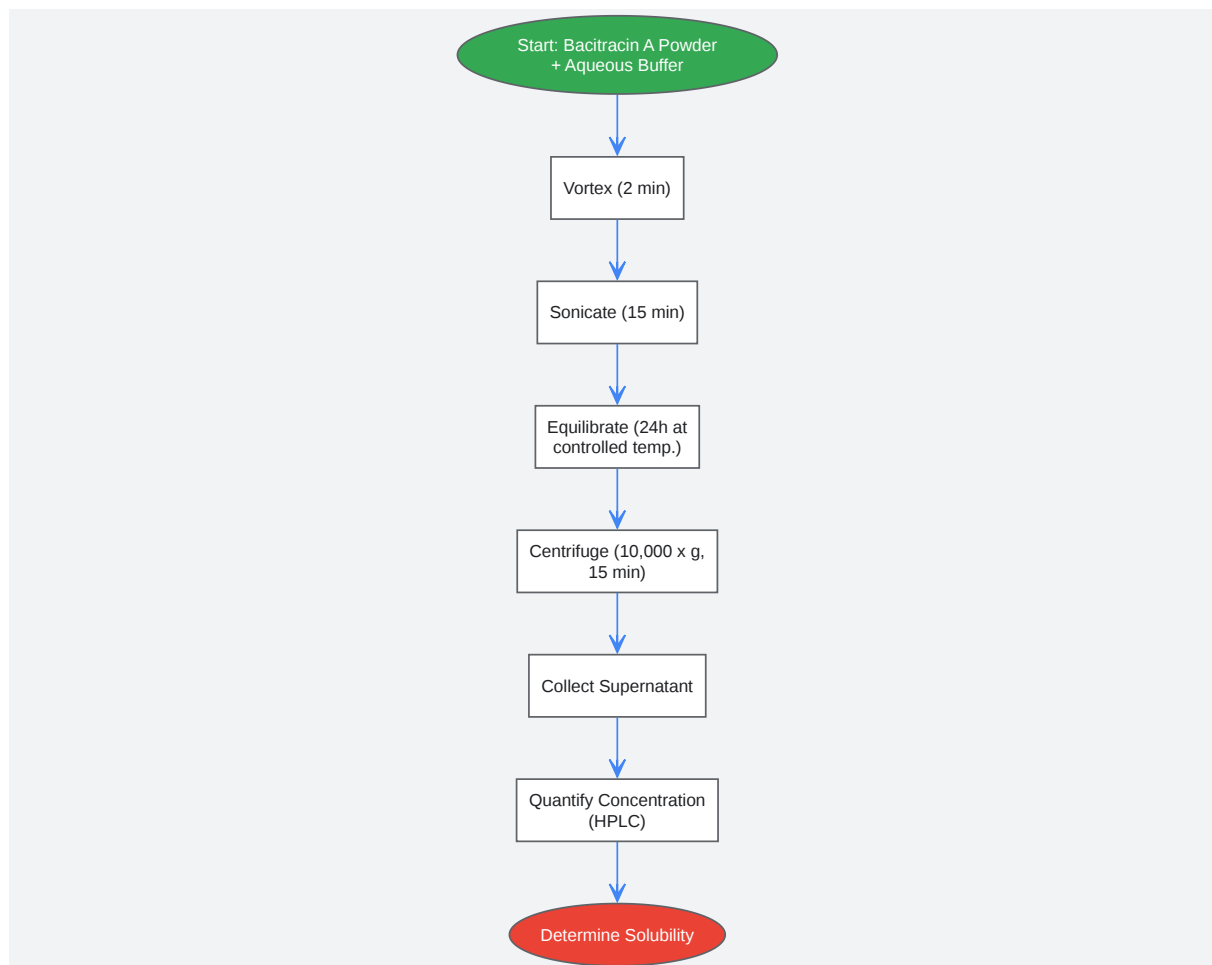 Start: Bacitracin A Powder
+ Aqueous Buffer
Vortex (2 min)
Sonicate (15 min)
Equilibrate (24h at
controlled temp.)
Centrifuge (10,000 x g,
15 min)
Collect Supernatant
Quantify Concentration
(HPLC)
Determine Solubility